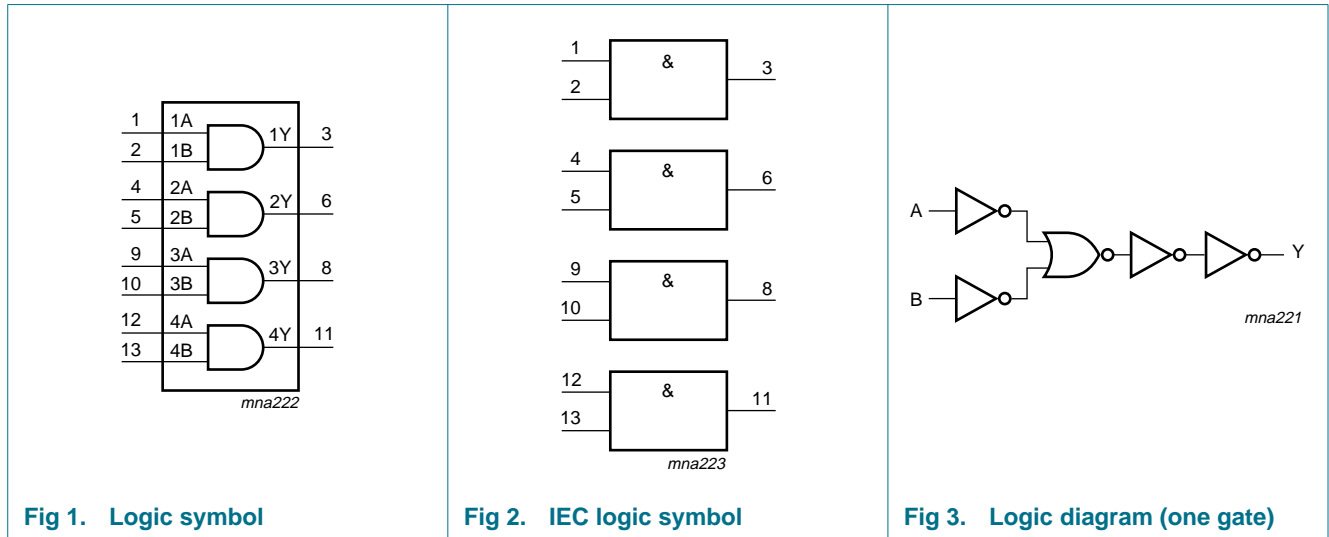 1 1A 1Y 3
2 1B
4 2A 2Y 6
5 2B
9 3A 3Y 8
10 3B
12 4A 4Y 11
13 4B
mna222
Fig 1. Logic symbol
1 & 3
2
4 & 6
5
9 & 8
10
12 & 11
13
mna223
Fig 2. IEC logic symbol
A
Y
B
mna221
Fig 3. Logic diagram (one gate)